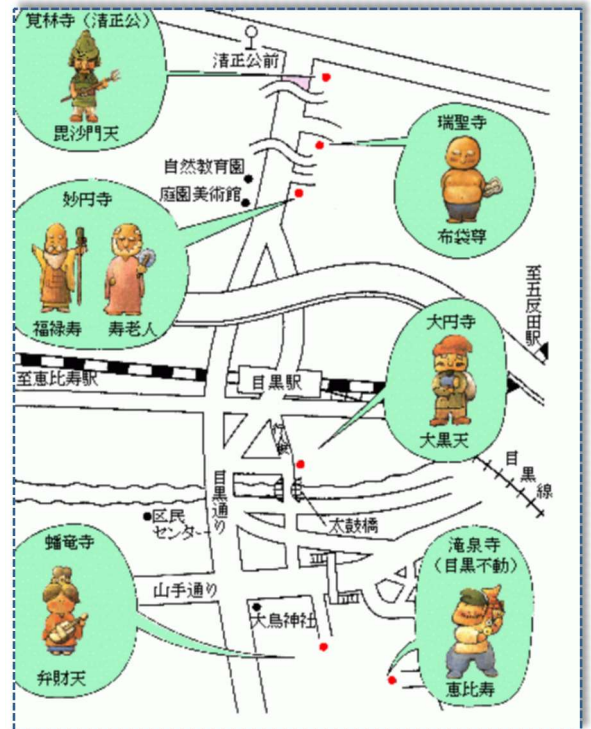 覚林寺（清正公）
毘沙門天
清正公前
瑞聖寺
布袋尊
自然教育園
庭園美術館
妙円寺
福禄寿
寿老人
至五反田駅
大円寺
大黒天
至恵比寿駅
目黒駅
行人坂
目黒線
目黒通り
太鼓橋
区民
センター
蟠竜寺
弁財天
山手通り
大鳥神社
滝泉寺
（目黒不動）
恵比寿